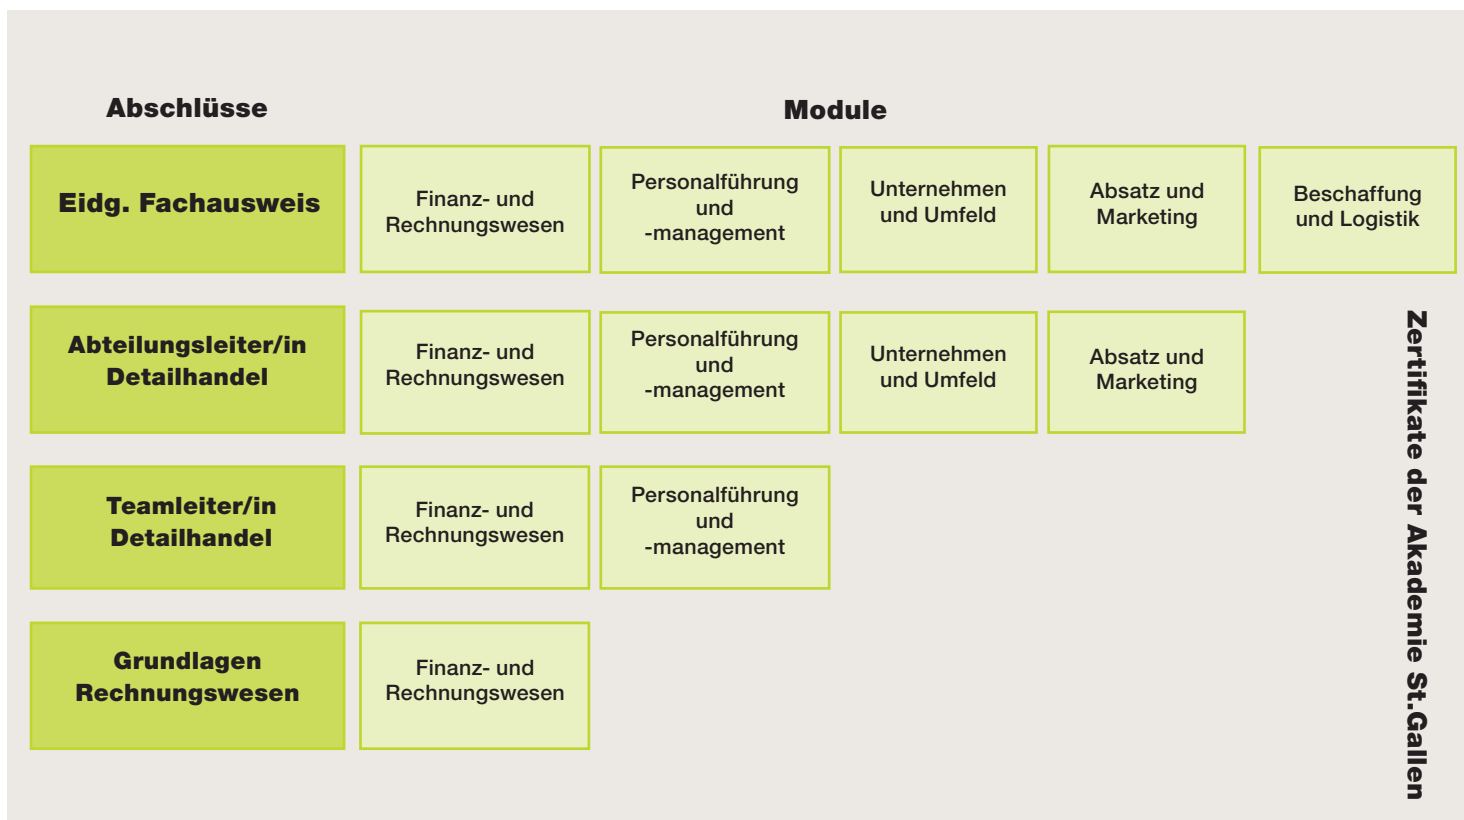 Abschlüsse
Module
Eidg. Fachausweis
Finanz- und
Rechnungswesen
Personalführung
und
-management
Unternehmen
und Umfeld
Absatz und
Marketing
Beschaffung
und Logistik
Abteilungsleiter/in
Detailhandel
Finanz- und
Rechnungswesen
Personalführung
und
-management
Unternehmen
und Umfeld
Absatz und
Marketing
Teamleiter/in
Detailhandel
Finanz- und
Rechnungswesen
Personalführung
und
-management
Grundlagen
Rechnungswesen
Finanz- und
Rechnungswesen
Zertifikate der Akademie St.Gallen